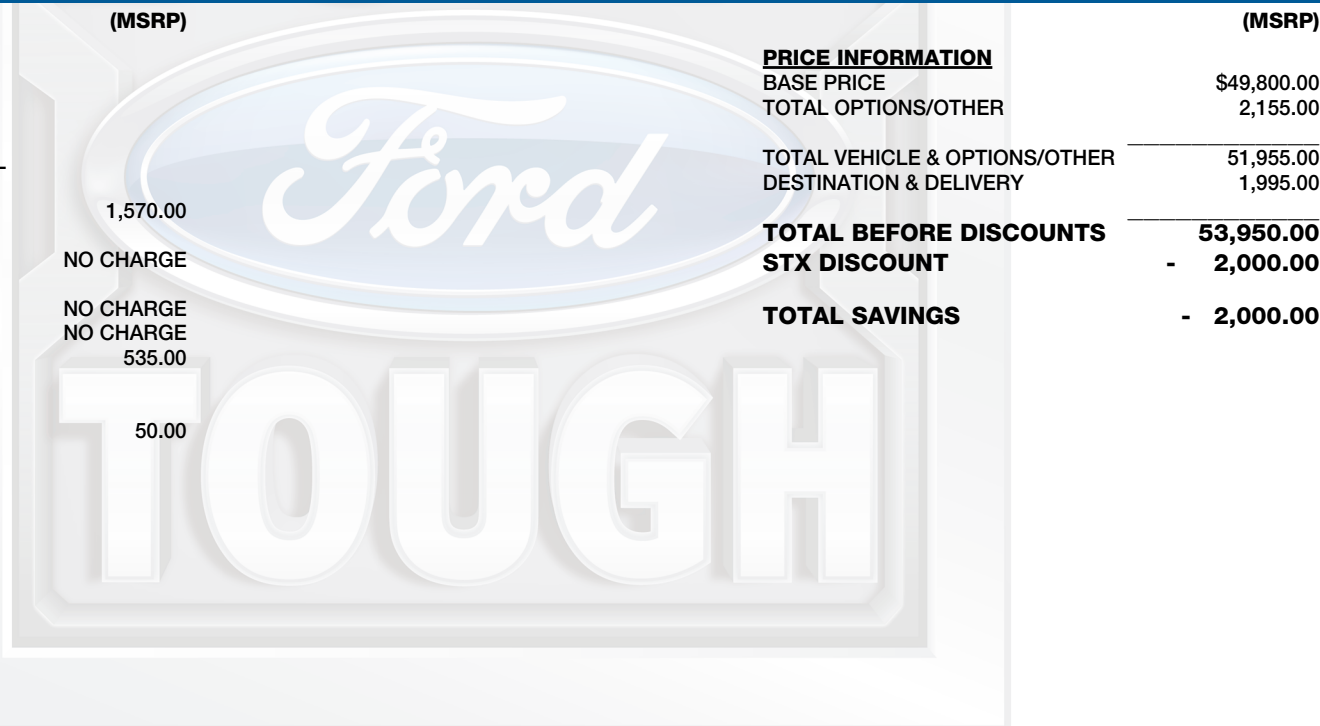 (MSRP)
1,570.00
NO CHARGE
NO CHARGE
NO CHARGE
535.00
50.00
(MSRP)
PRICE INFORMATION
BASE PRICE $49,800.00
TOTAL OPTIONS/OTHER 2,155.00
TOTAL VEHICLE & OPTIONS/OTHER 51,955.00
DESTINATION & DELIVERY 1,995.00
TOTAL BEFORE DISCOUNTS 53,950.00
STX DISCOUNT - 2,000.00
TOTAL SAVINGS - 2,000.00
Ford
TOUGH